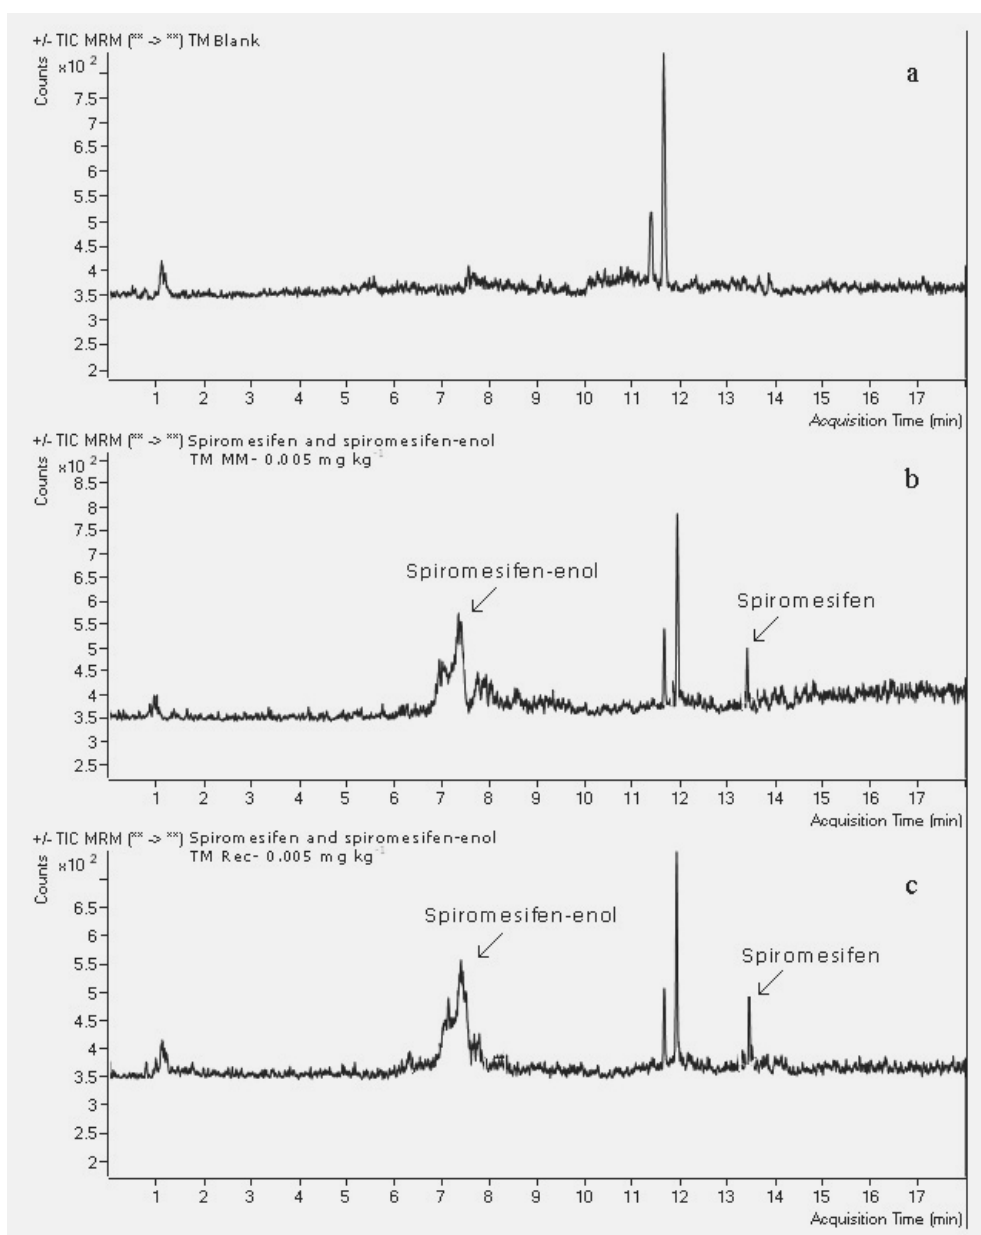 +/- TIC MRM (** -> **) TM Blank
Counts
x10 2
a
7.5
7
6.5
6
5.5
5
4.5
4
3.5
3
2.5
2
1 2 3 4 5 6 7 8 9 10 11 12 13 14 15 16 17
Acquisition Time (min)
+/- TIC MRM (** -> **) Spiromesifen and spiromesifen-enol
TM MM- 0.005 mg kg-1
Counts
x10 2
b
8.5
8
7.5
7
6.5
6
5.5
5
4.5
4
3.5
3
2.5
Spiromesifen-enol
Spiromesifen
1 2 3 4 5 6 7 8 9 10 11 12 13 14 15 16 17
Acquisition Time (min)
+/- TIC MRM (** -> **) Spiromesifen and spiromesifen-enol
TM Rec- 0.005 mg kg-1
Counts
x10 2
c
6.5
6
5.5
5
4.5
4
3.5
3
2.5
2
Spiromesifen-enol
Spiromesifen
1 2 3 4 5 6 7 8 9 10 11 12 13 14 15 16 17
Acquisition Time (min)